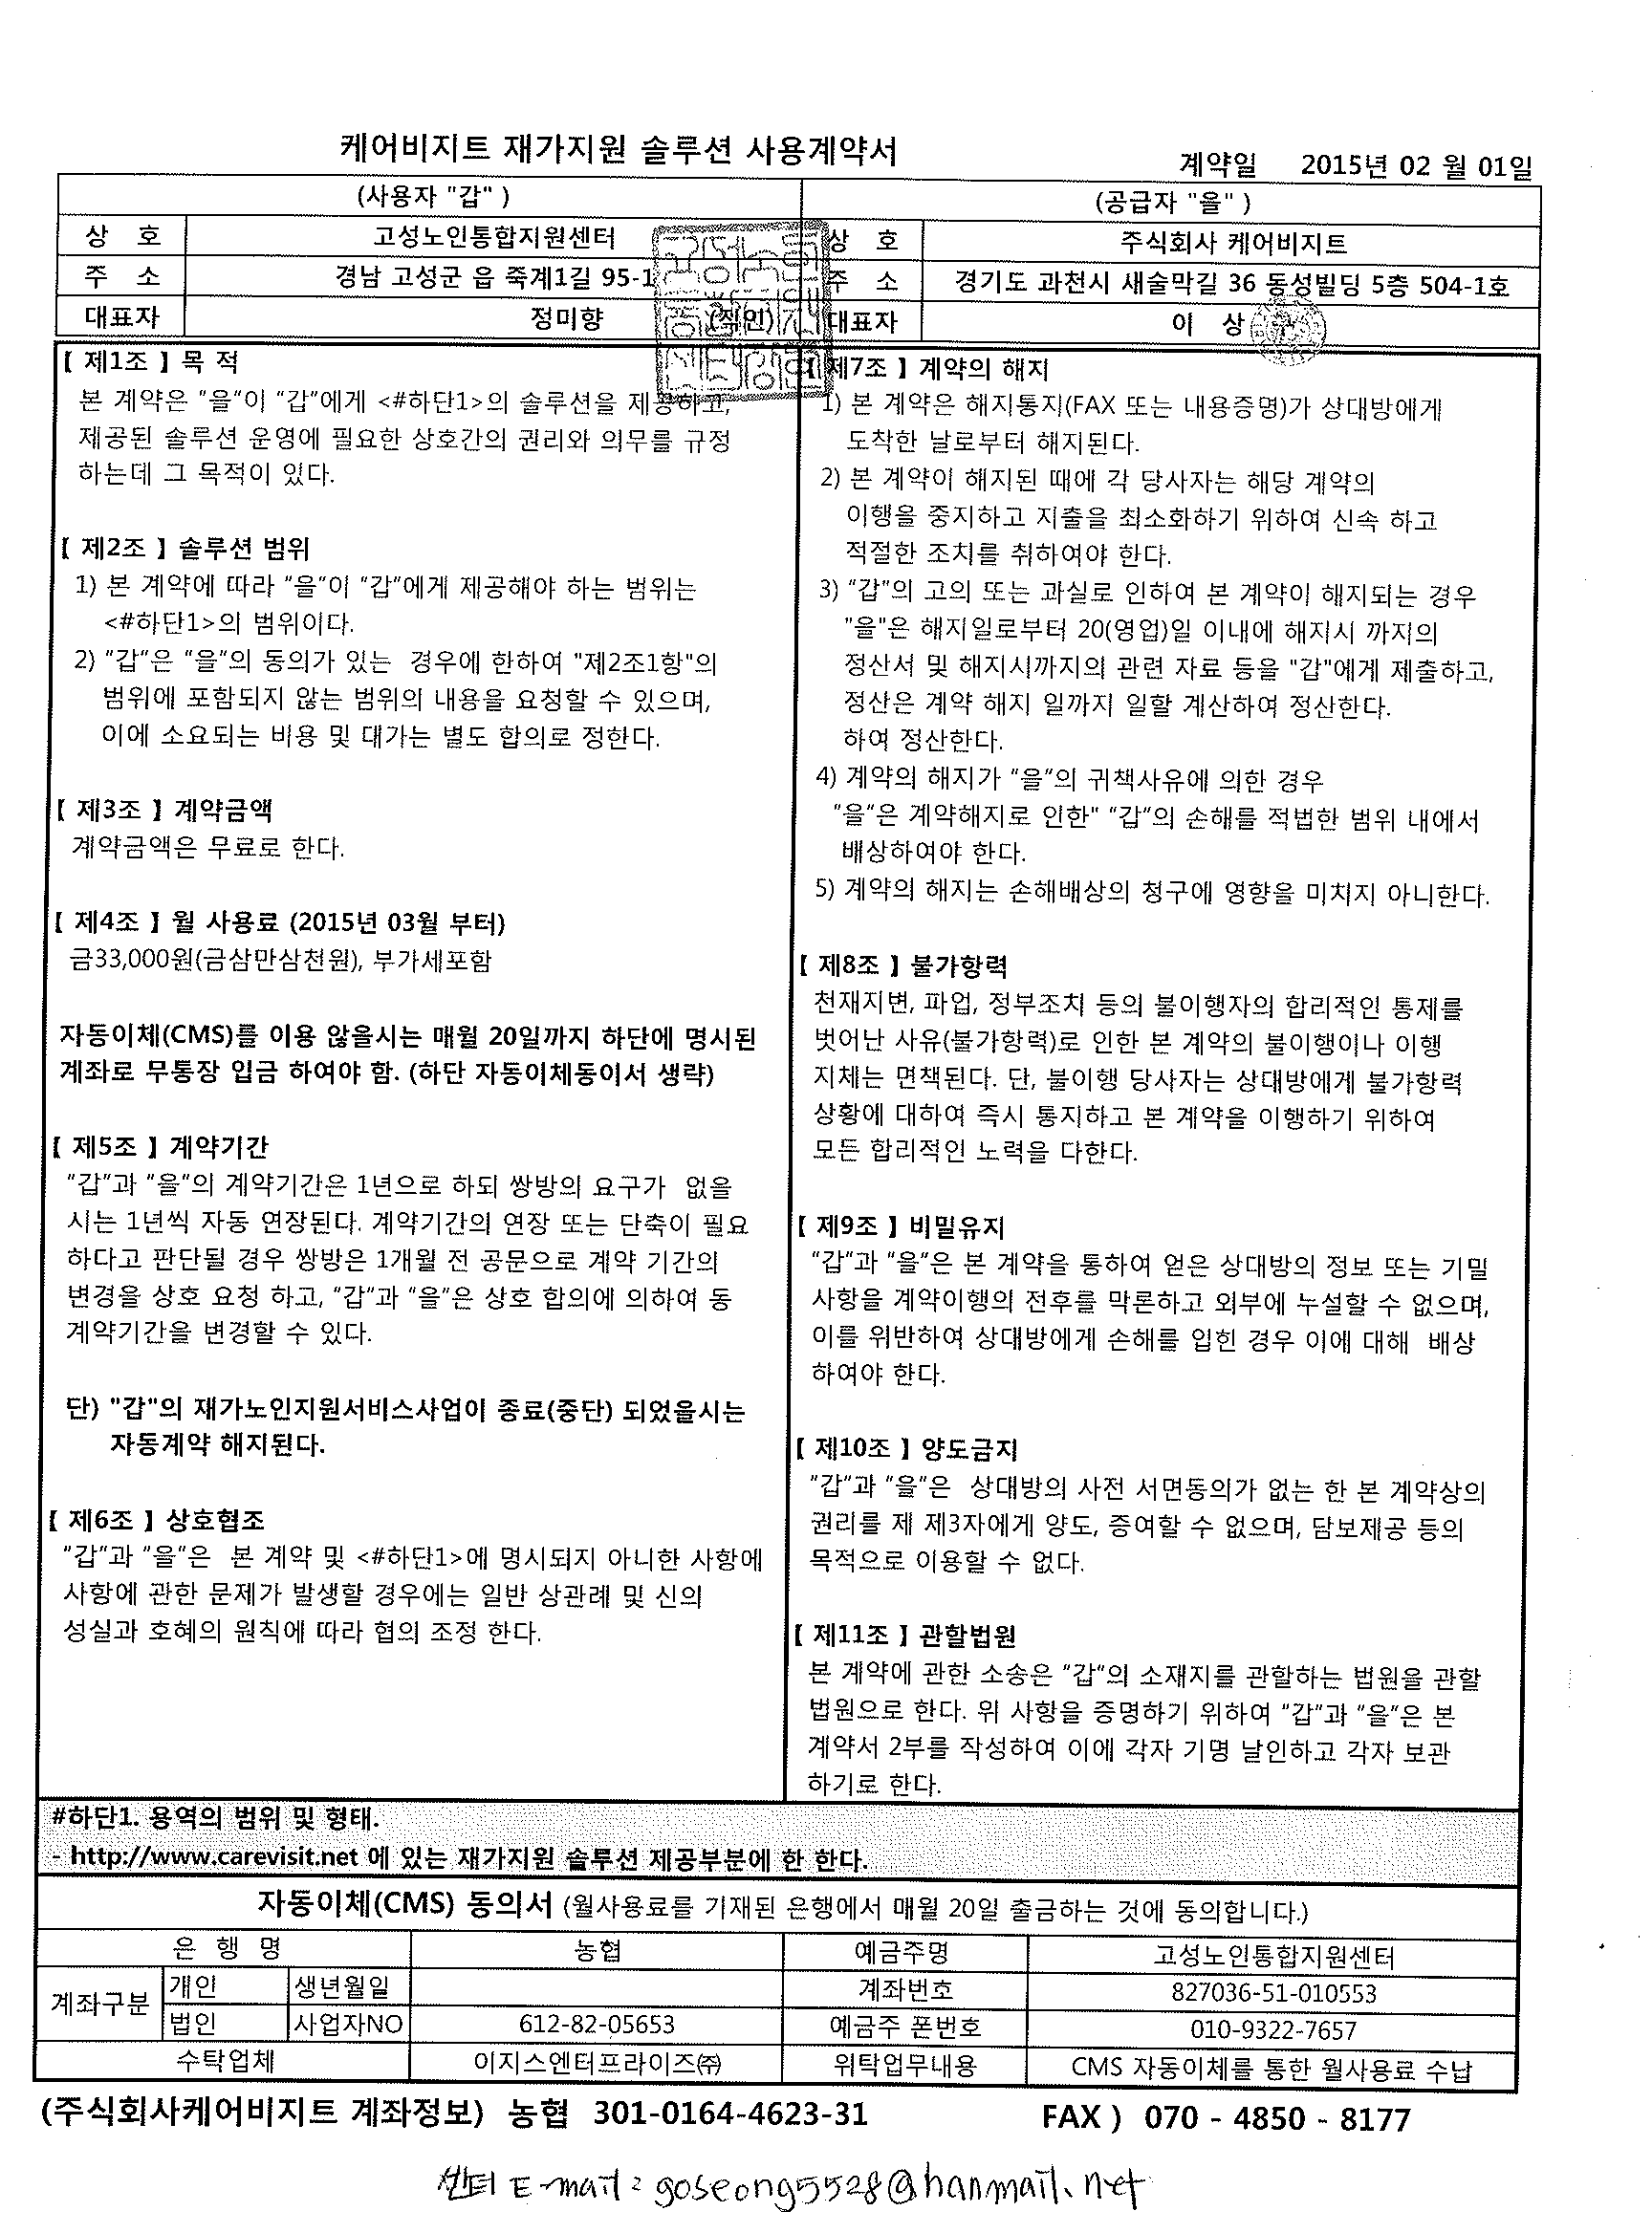 케어비지트 재가지원 솔루션 사용계약서
계약일 2015년 02 월 01일
(사용자 "갑" )
(공급자 "을" )
상 호 고성노인통합지원센터
상 호 주식회사 케어비지트
주 소 경남 고성군 읍 죽계1길 95-1
주 소 경기도 과천시 새술막길 36 동성빌딩 5층 504-1호
대표자 정미향 (직인)
대표자 이 상
【 제1조 】 목 적
본 계약은 "을"이 "갑"에게 <#하단1>의 솔루션을 제공하고,
제공된 솔루션 운영에 필요한 상호간의 권리와 의무를 규정
하는데 그 목적이 있다.
【 제2조 】 솔루션 범위
1) 본 계약에 따라 "을"이 "갑"에게 제공해야 하는 범위는
<#하단1>의 범위이다.
2) "갑"은 "을"의 동의가 있는 경우에 한하여 "제2조1항"의
범위에 포함되지 않는 범위의 내용을 요청할 수 있으며,
이에 소요되는 비용 및 대가는 별도 합의로 정한다.
【 제3조 】 계약금액
계약금액은 무료로 한다.
【 제4조 】 월 사용료 (2015년 03월 부터)
금33,000원(금삼만삼천원), 부가세포함
자동이체(CMS)를 이용 않을시는 매월 20일까지 하단에 명시된
계좌로 무통장 입금 하여야 함. (하단 자동이체동이서 생략)
【 제5조 】 계약기간
"갑"과 "을"의 계약기간은 1년으로 하되 쌍방의 요구가 없을
시는 1년씩 자동 연장된다. 계약기간의 연장 또는 단축이 필요
하다고 판단될 경우 쌍방은 1개월 전 공문으로 계약 기간의
변경을 상호 요청 하고, "갑"과 "을"은 상호 합의에 의하여 동
계약기간을 변경할 수 있다.
단) "갑"의 재가노인지원서비스사업이 종료(중단) 되었을시는
자동계약 해지된다.
【 제6조 】 상호협조
"갑"과 "을"은 본 계약 및 <#하단1>에 명시되지 아니한 사항에
사항에 관한 문제가 발생할 경우에는 일반 상관례 및 신의
성실과 호혜의 원칙에 따라 협의 조정 한다.
【 제7조 】 계약의 해지
1) 본 계약은 해지통지(FAX 또는 내용증명)가 상대방에게
도착한 날로부터 해지된다.
2) 본 계약이 해지된 때에 각 당사자는 해당 계약의
이행을 중지하고 지출을 최소화하기 위하여 신속 하고
적절한 조치를 취하여야 한다.
3) "갑"의 고의 또는 과실로 인하여 본 계약이 해지되는 경우
"을"은 해지일로부터 20(영업)일 이내에 해지시 까지의
정산서 및 해지시까지의 관련 자료 등을 "갑"에게 제출하고,
정산은 계약 해지 일까지 일할 계산하여 정산한다.
하여 정산한다.
4) 계약의 해지가 "을"의 귀책사유에 의한 경우
"을"은 계약해지로 인한" "갑"의 손해를 적법한 범위 내에서
배상하여야 한다.
5) 계약의 해지는 손해배상의 청구에 영향을 미치지 아니한다.
【 제8조 】 불가항력
천재지변, 파업, 정부조치 등의 불이행자의 합리적인 통제를
벗어난 사유(불가항력)로 인한 본 계약의 불이행이나 이행
지체는 면책된다. 단, 불이행 당사자는 상대방에게 불가항력
상황에 대하여 즉시 통지하고 본 계약을 이행하기 위하여
모든 합리적인 노력을 다한다.
【 제9조 】 비밀유지
"갑"과 "을"은 본 계약을 통하여 얻은 상대방의 정보 또는 기밀
사항을 계약이행의 전후를 막론하고 외부에 누설할 수 없으며,
이를 위반하여 상대방에게 손해를 입힌 경우 이에 대해 배상
하여야 한다.
【 제10조 】 양도금지
"갑"과 "을"은 상대방의 사전 서면동의가 없는 한 본 계약상의
권리를 제 제3자에게 양도, 증여할 수 없으며, 담보제공 등의
목적으로 이용할 수 없다.
【 제11조 】 관할법원
본 계약에 관한 소송은 "갑"의 소재지를 관할하는 법원을 관할
법원으로 한다. 위 사항을 증명하기 위하여 "갑"과 "을"은 본
계약서 2부를 작성하여 이에 각자 기명 날인하고 각자 보관
하기로 한다.
#하단1. 용역의 범위 및 형태.
- http://www.carevisit.net 에 있는 재가지원 솔루션 제공부분에 한 한다.
자동이체(CMS) 동의서 (월사용료를 기재된 은행에서 매월 20일 출금하는 것에 동의합니다.)
은 행 명 농협 예금주명 고성노인통합지원센터
계좌구분 개인 생년월일 계좌번호 827036-51-010553
법인 사업자NO 612-82-05653 예금주 폰번호 010-9322-7657
수탁업체 이지스엔터프라이즈㈜ 위탁업무내용 CMS 자동이체를 통한 월사용료 수납
(주식회사케어비지트 계좌정보) 농협 301-0164-4623-31 FAX ) 070 - 4850 - 8177
센터 E-mail : goseong5528@hanmail.net